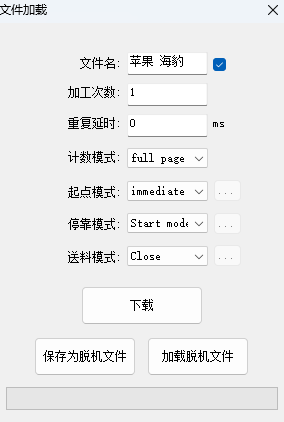 文件加载
文件名: 苹果 海豹
加工次数: 1
重复延时: 0 ms
计数模式: full page
起点模式: immediate ...
停靠模式: Start mode ...
送料模式: Close ...
下载
保存为脱机文件 加载脱机文件